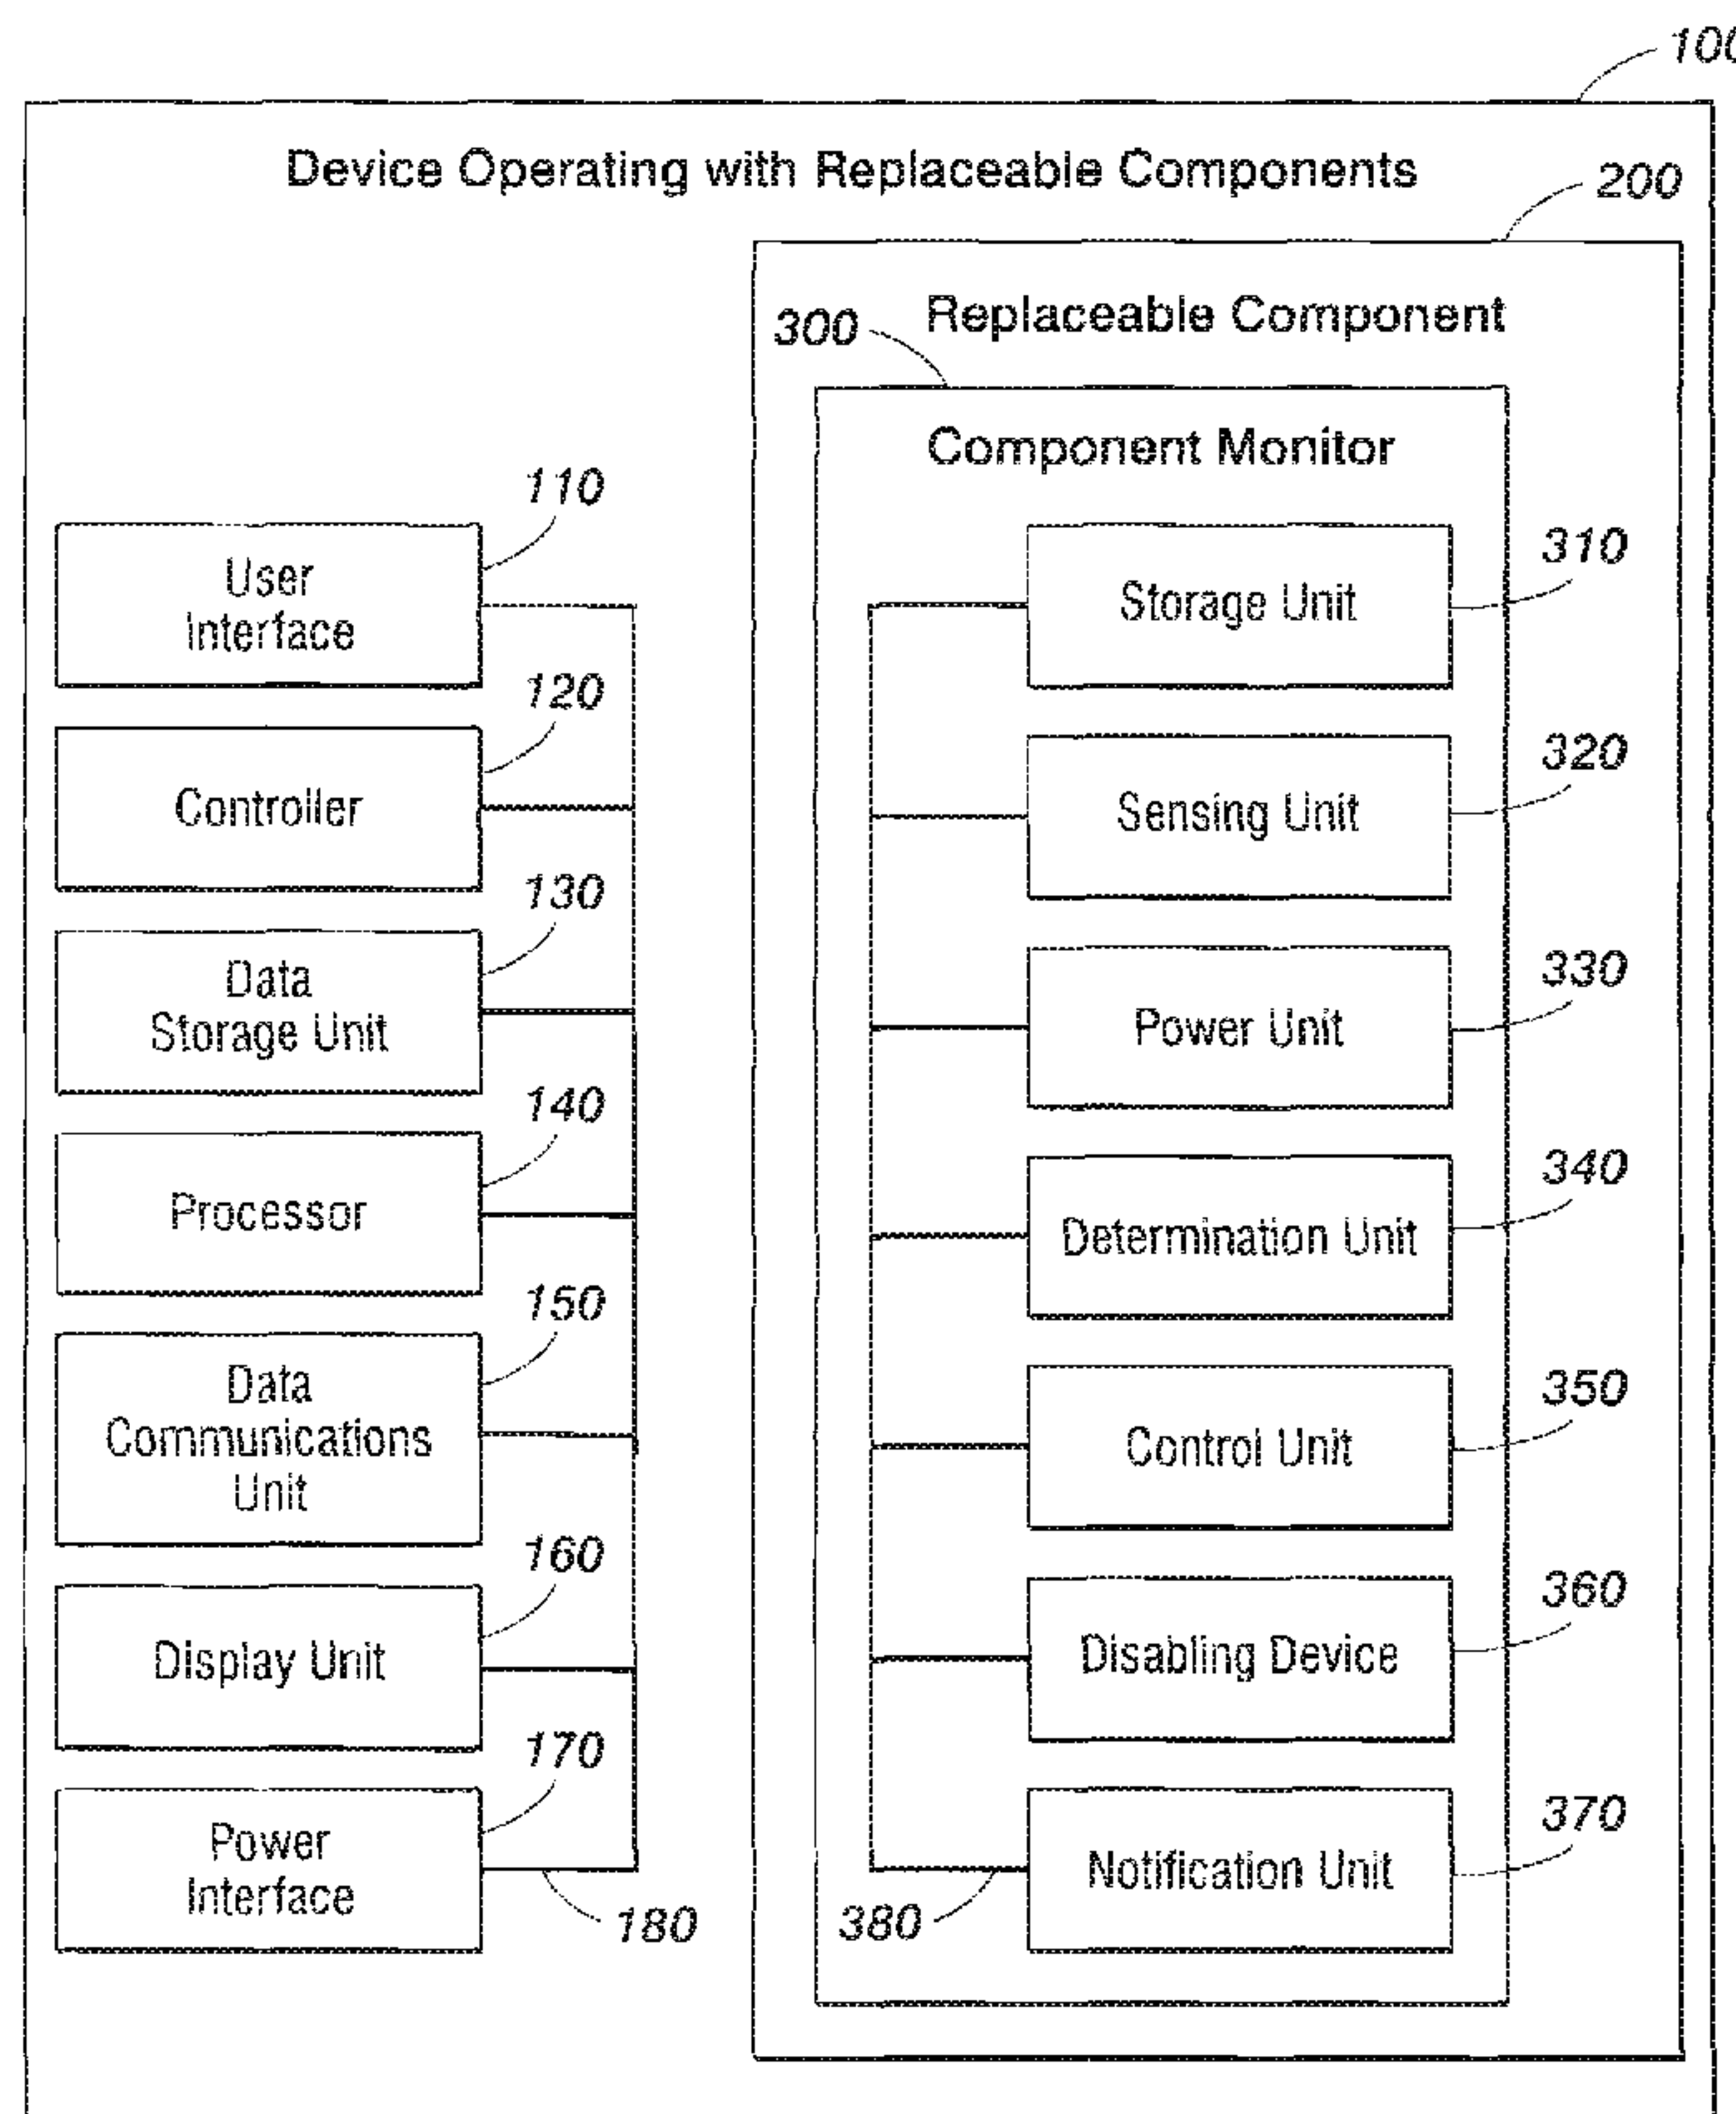 100
Device Operating with Replaceable Components
200
Replaceable Component
300
Component Monitor
110
User
Interface
120
Controller
130
Data
Storage Unit
140
Processor
150
Data
Communications
Unit
160
Display Unit
170
Power
Interface
180
310
Storage Unit
320
Sensing Unit
330
Power Unit
340
Determination Unit
350
Control Unit
360
Disabling Device
370
Notification Unit
380